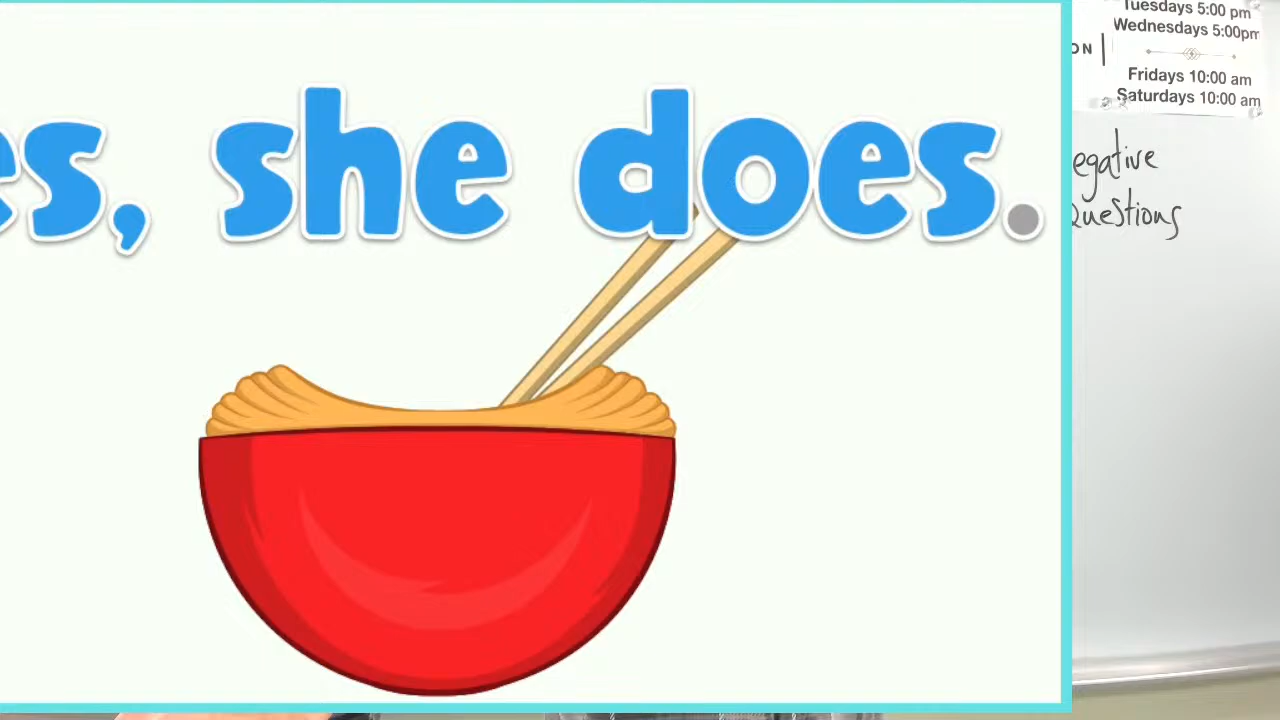 es, she does.
Tuesdays 5:00 pm
Wednesdays 5:00pm
ON
Fridays 10:00 am
Saturdays 10:00 am
egative
Questions